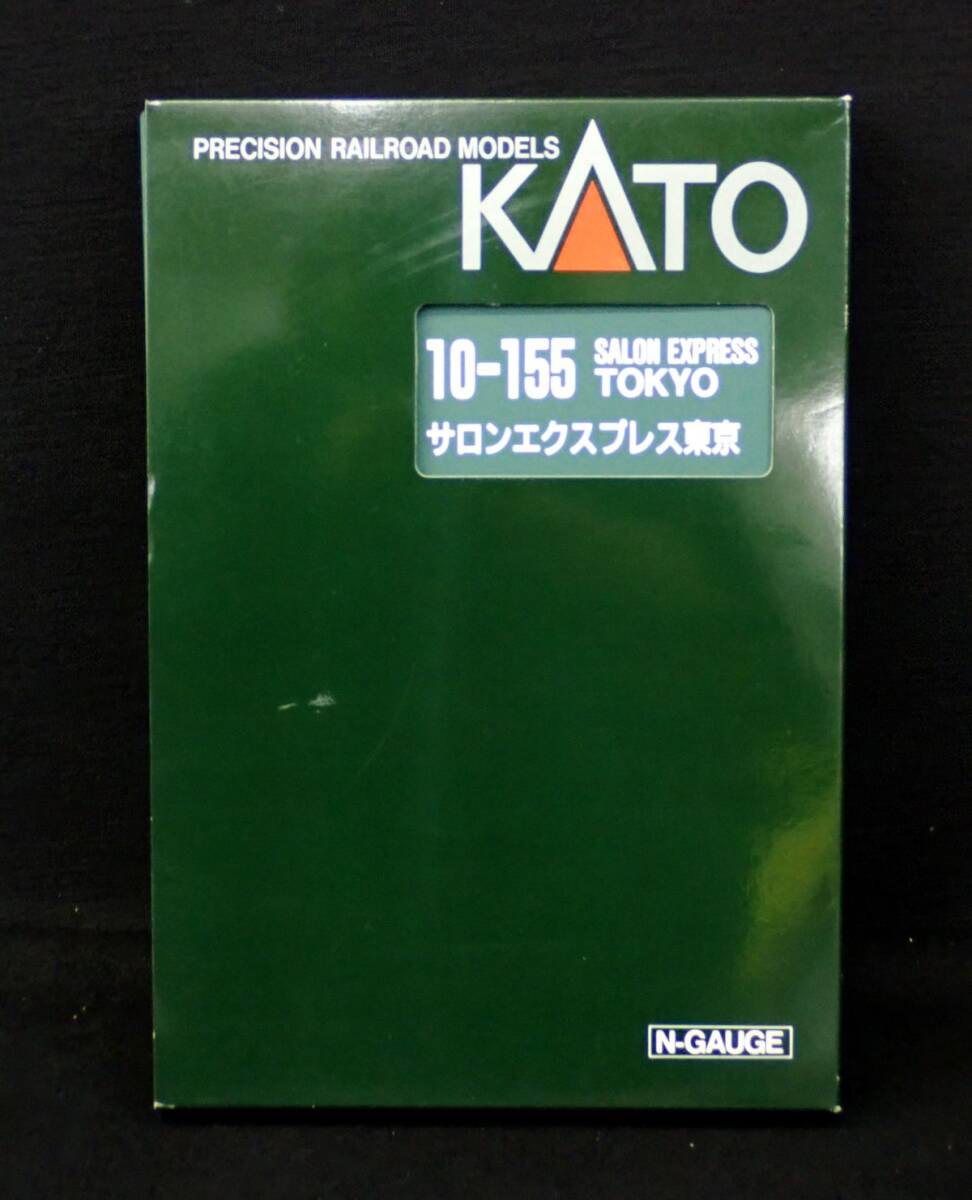 PRECISION RAILROAD MODELS
KATO
10-155 SALON EXPRESS
TOKYO
サロンエクスプレス東京
N-GAUGE